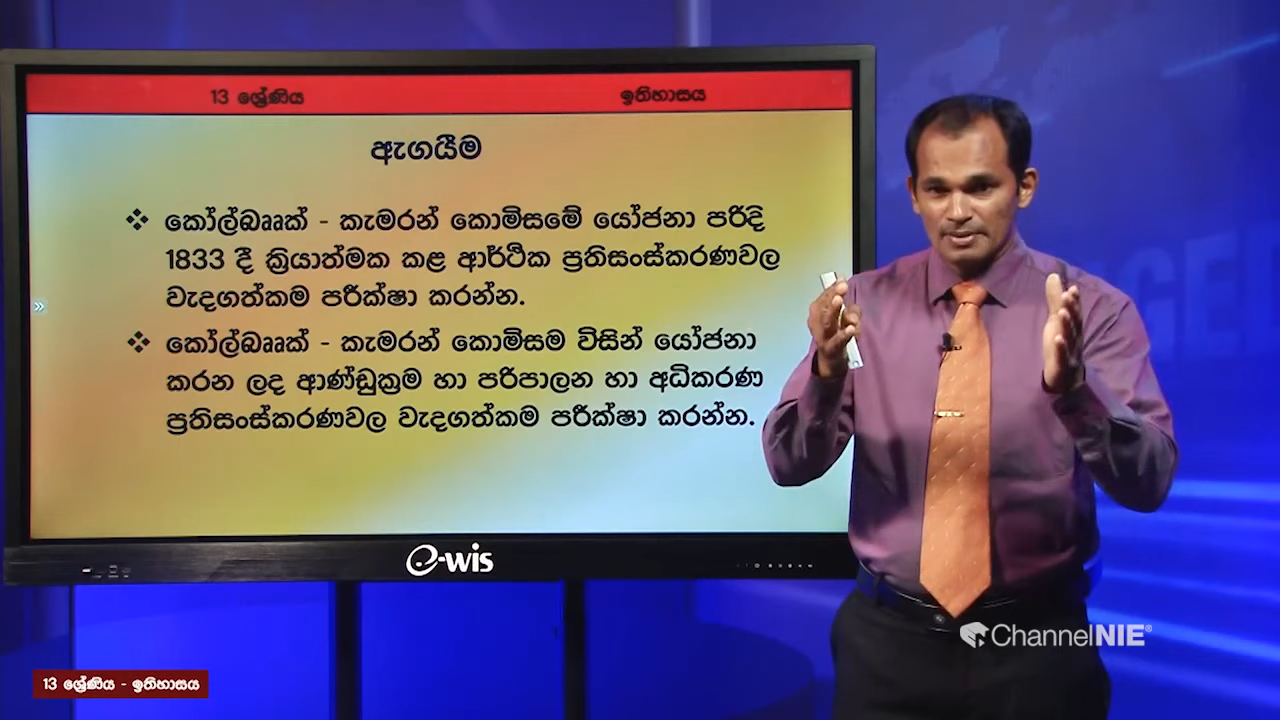 13 ශ්‍රේණිය
ඉතිහාසය
ඇගයීම
❖ කෝල්බෲක් - කැමරන් කොමිසමේ යෝජනා පරිදි
1833 දී ක්‍රියාත්මක කළ ආර්ථික ප්‍රතිසංස්කරණවල
වැදගත්කම පරීක්ෂා කරන්න.
❖ කෝල්බෲක් - කැමරන් කොමිසම විසින් යෝජනා
කරන ලද ආණ්ඩුක්‍රම හා පරිපාලන හා අධිකරණ
ප්‍රතිසංස්කරණවල වැදගත්කම පරීක්ෂා කරන්න.
e-wis
ChannelNIE®
13 ශ්‍රේණිය - ඉතිහාසය